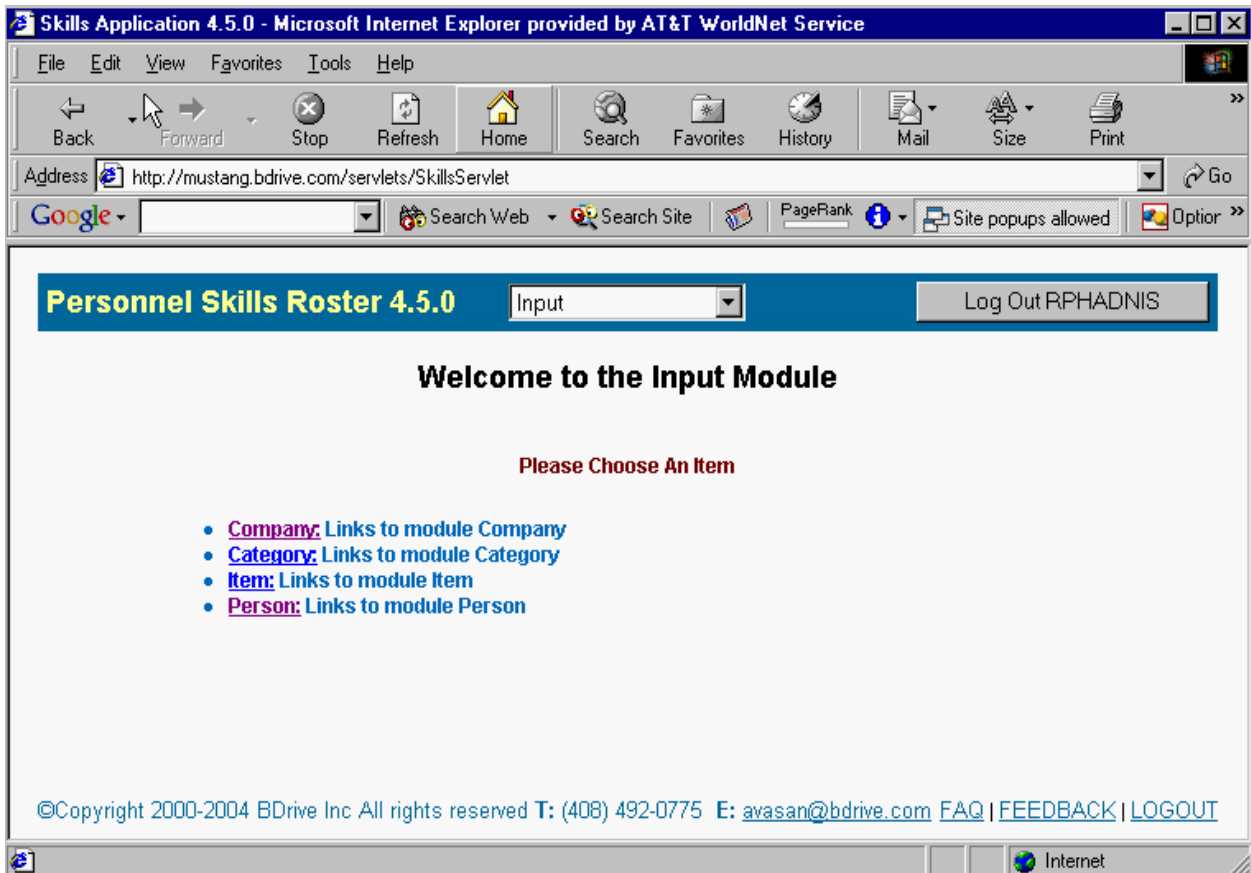 Skills Application 4.5.0 - Microsoft Internet Explorer provided by AT&T WorldNet Service
File Edit View Favorites Tools Help
Back Forward Stop Refresh Home Search Favorites History Mail Size Print »
Address http://mustang.bdrive.com/servlets/SkillsServlet Go
Google Search Web Search Site PageRank Site popups allowed Option »
Personnel Skills Roster 4.5.0 Input Log Out RPHADNIS
Welcome to the Input Module
Please Choose An Item
• Company: Links to module Company
• Category: Links to module Category
• Item: Links to module Item
• Person: Links to module Person
©Copyright 2000-2004 BDrive Inc All rights reserved T: (408) 492-0775 E: avasan@bdrive.com FAQ | FEEDBACK | LOGOUT
Internet